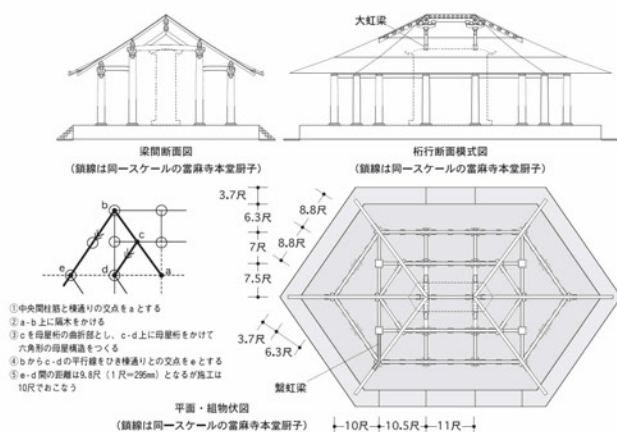 大虹梁
梁間断面図
(鎖線は同一スケールの當麻寺本堂厨子)
桁行断面模式図
(鎖線は同一スケールの當麻寺本堂厨子)
3.7尺
6.3尺
7尺
7.5尺
8.8尺
8.8尺
3.7尺
6.3尺
b
c
e
d
a
①中央間柱筋と棟通りの交点をaとする
②a-b上に隅木をかける
③cを母屋桁の曲折部とし、c-d上に母屋桁をかけて
六角形の母屋構造をつくる
④bからc-dの平行線をひき棟通りとの交点をeとする
⑤e-d間の距離は9.8尺(1尺=295㎜)となるが施工は
10尺でおこなう
繋虹梁
平面・組物伏図
(鎖線は同一スケールの當麻寺本堂厨子)
10尺
10.5尺
11尺